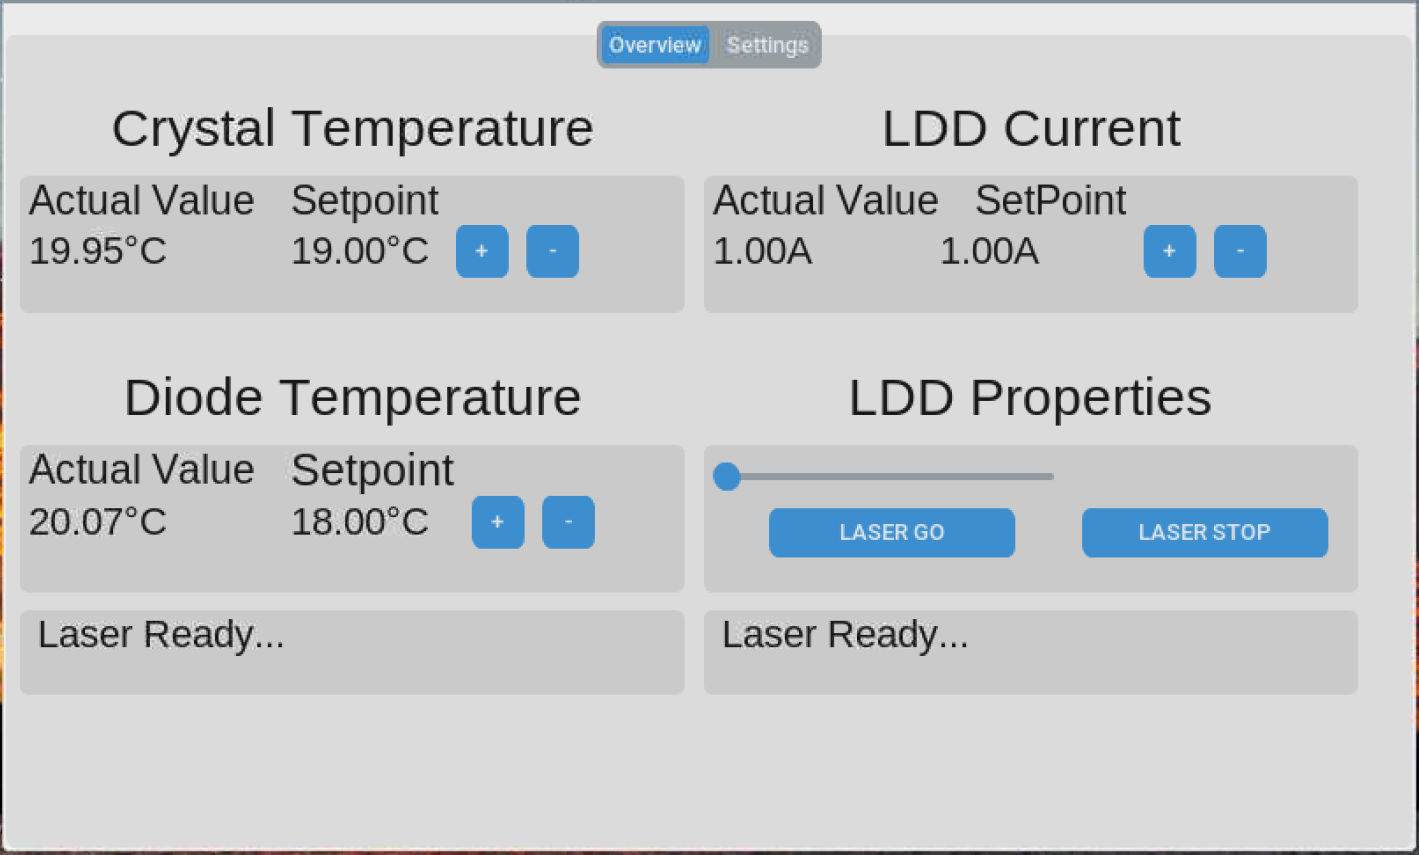 Overview Settings
Crystal Temperature
Actual Value Setpoint
19.95°C 19.00°C + -
LDD Current
Actual Value SetPoint
1.00A 1.00A + -
Diode Temperature
Actual Value Setpoint
20.07°C 18.00°C + -
LDD Properties
LASER GO LASER STOP
Laser Ready...
Laser Ready...